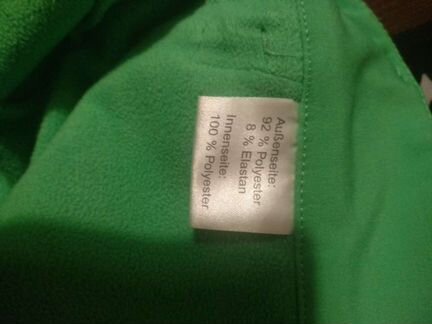 Außenseite:
92 % Polyester
8 % Elastan
Innenseite:
100 % Polyester